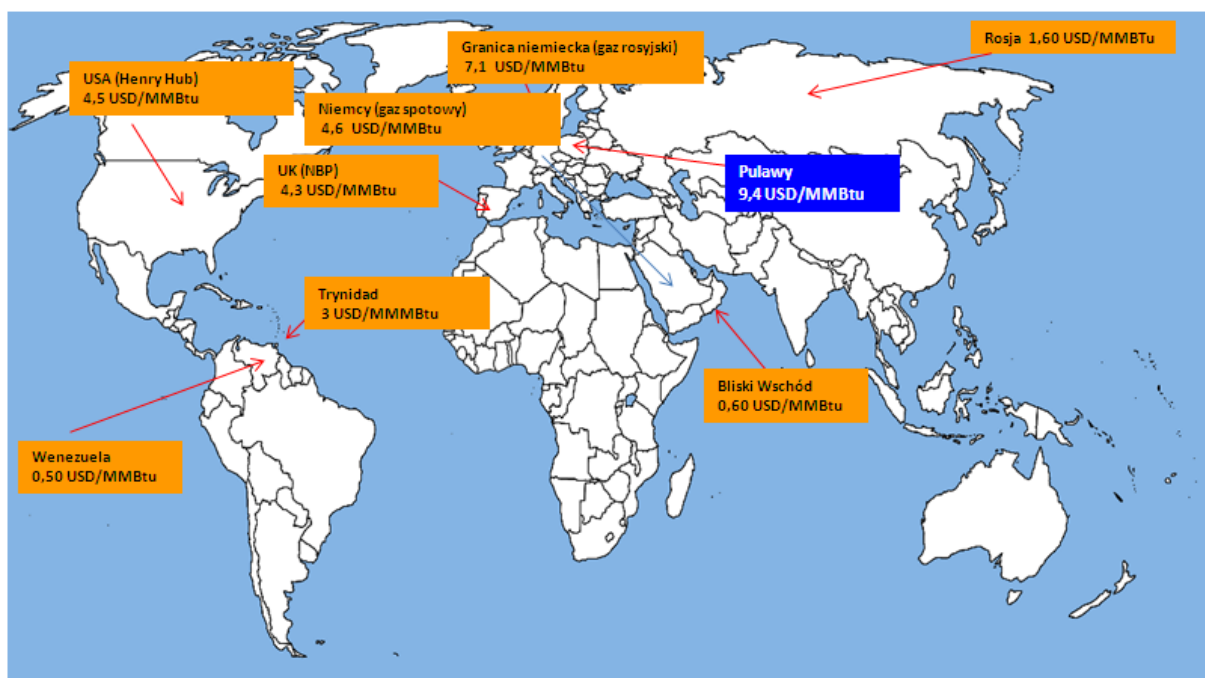 Granica niemiecka (gaz rosyjski)
7,1 USD/MMBtu
Rosja 1,60 USD/MMBTu
USA (Henry Hub)
4,5 USD/MMBtu
Niemcy (gaz spotowy)
4,6 USD/MMBtu
UK (NBP)
4,3 USD/MMBtu
Pulawy
9,4 USD/MMBtu
Trynidad
3 USD/MMMBtu
Bliski Wschód
0,60 USD/MMBtu
Wenezuela
0,50 USD/MMBtu